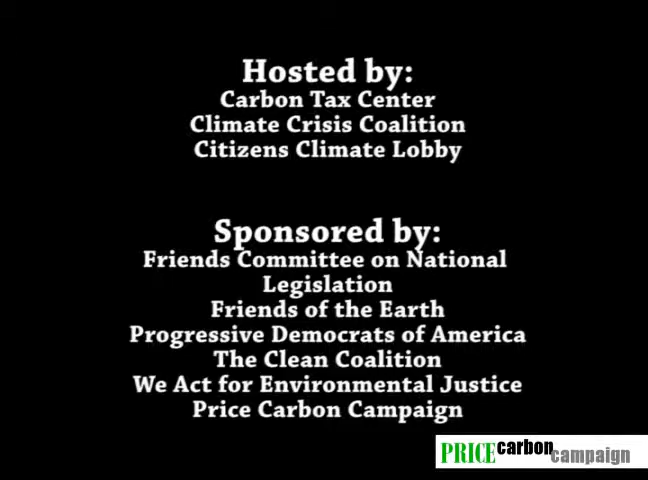 Hosted by:
Carbon Tax Center
Climate Crisis Coalition
Citizens Climate Lobby
Sponsored by:
Friends Committee on National
Legislation
Friends of the Earth
Progressive Democrats of America
The Clean Coalition
We Act for Environmental Justice
Price Carbon Campaign
PRICE carbon campaign